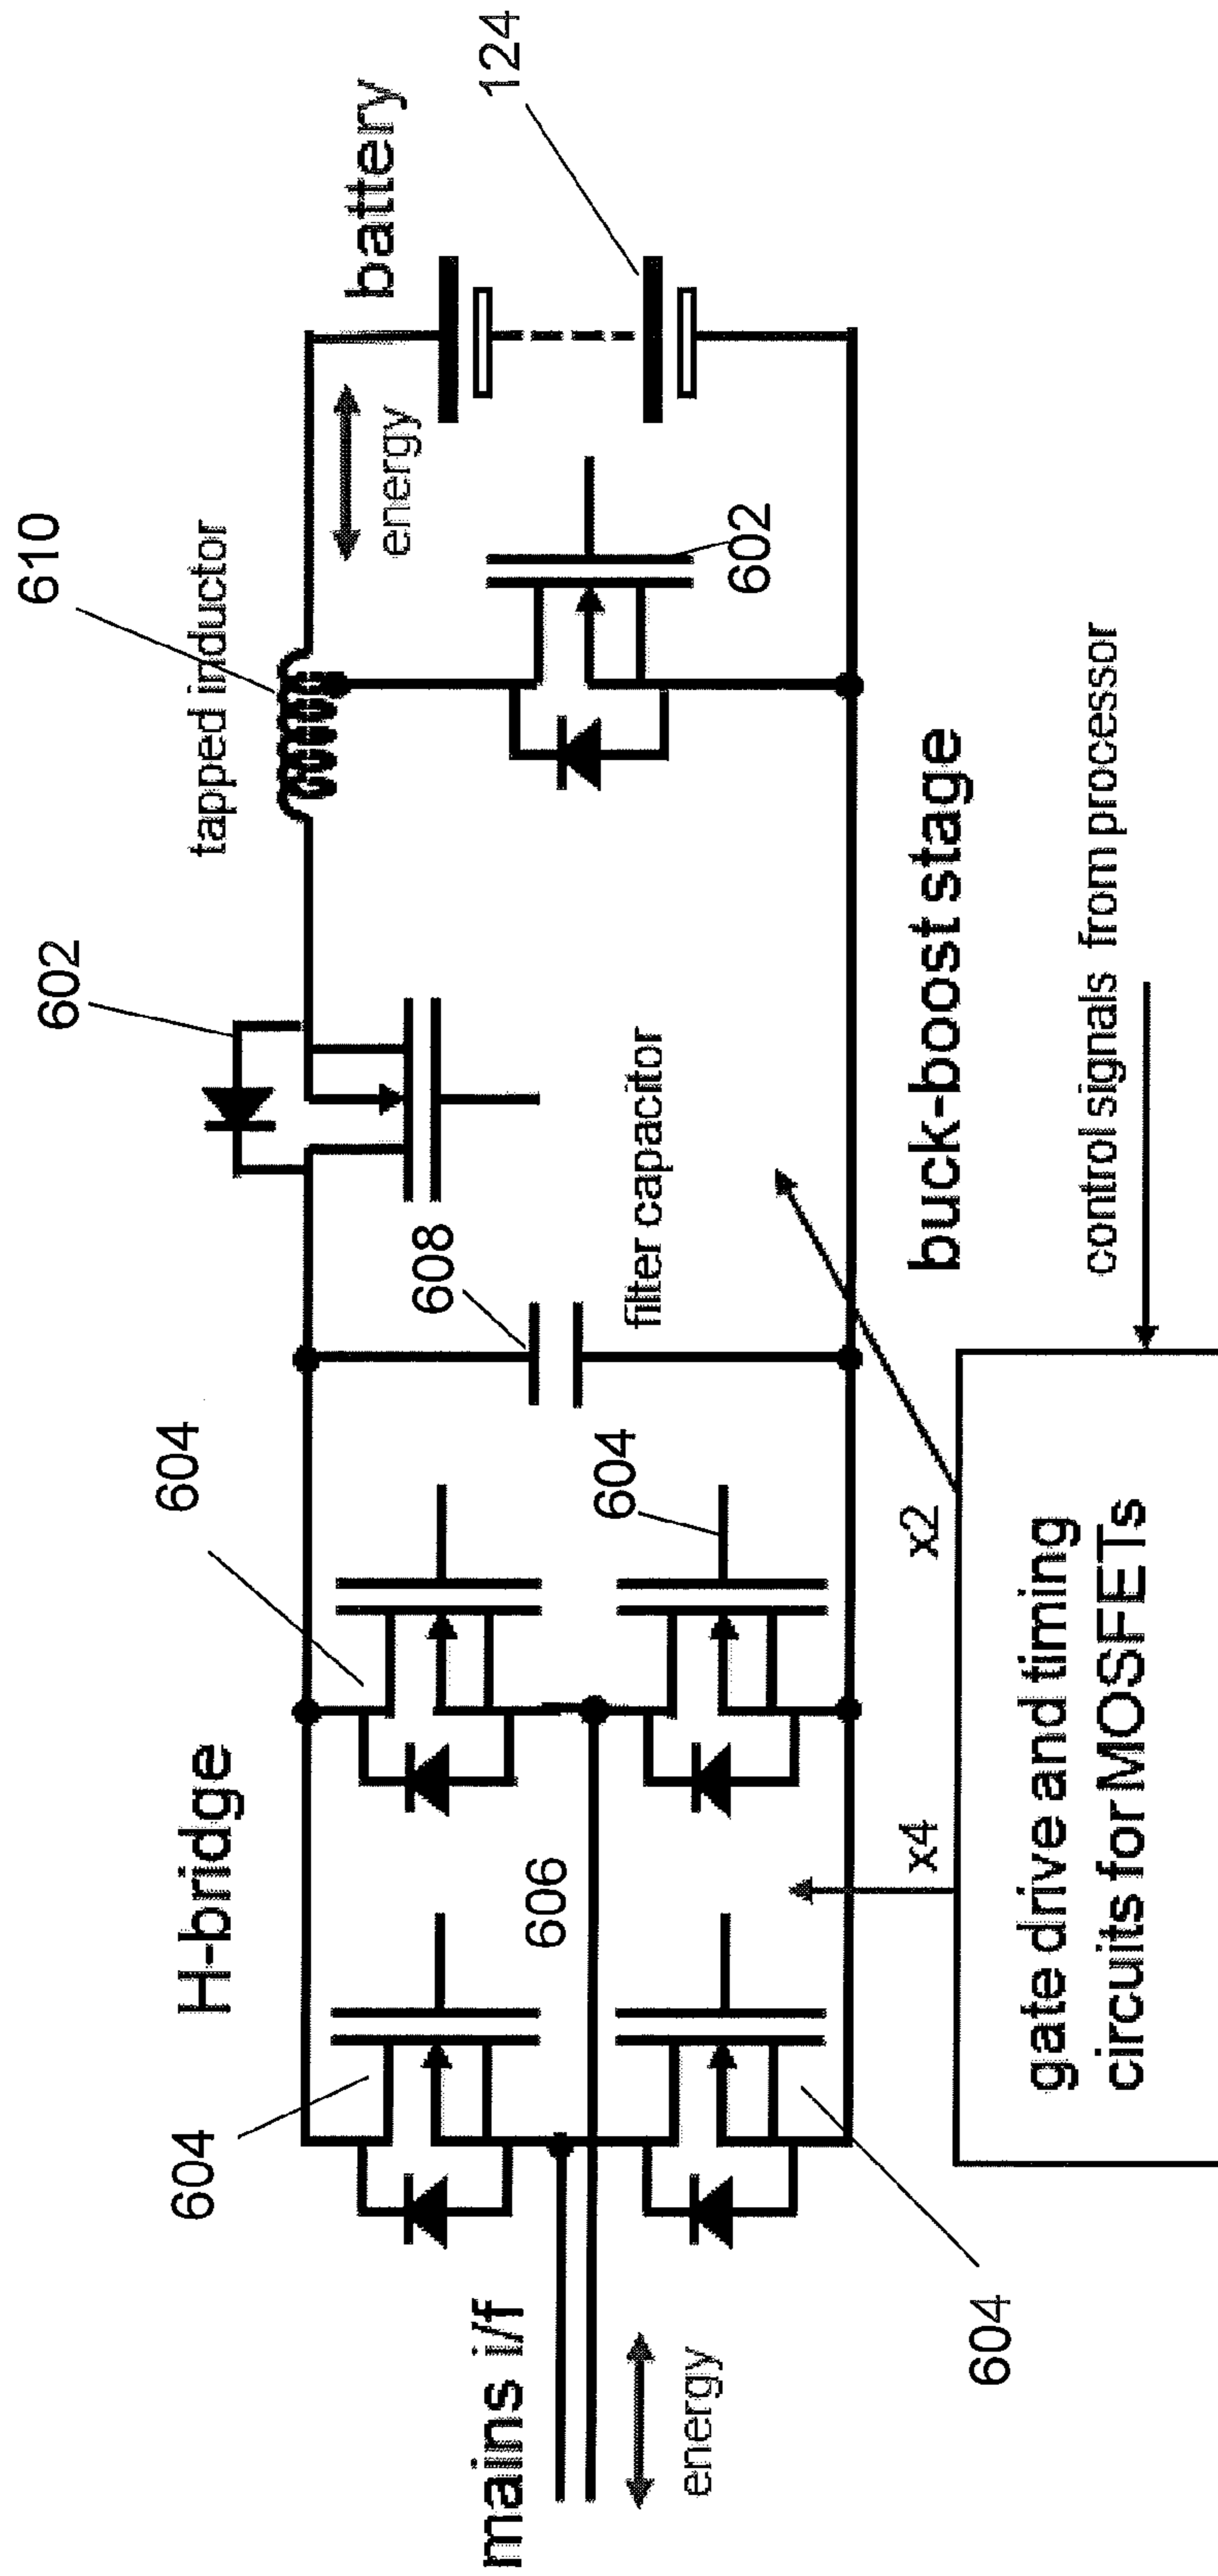 H-bridge
mains i/f
energy
604
604
604
604
606
608
filter capacitor
602
tapped inductor
610
energy
602
battery
124
buck-boost stage
x4
x2
control signals from processor
gate drive and timing
circuits for MOSFETs